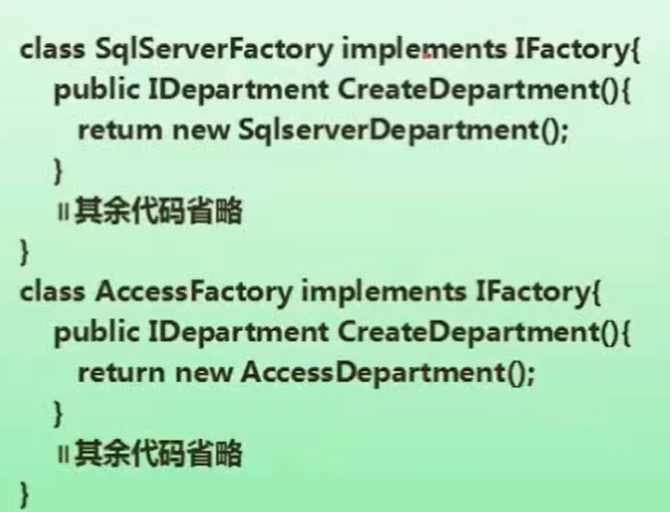 class SqlServerFactory implements IFactory{
public IDepartment CreateDepartment(){
retum new SqlserverDepartment();
}
||其余代码省略
}
class AccessFactory implements IFactory{
public IDepartment CreateDepartment(){
return new AccessDepartment();
}
||其余代码省略
}